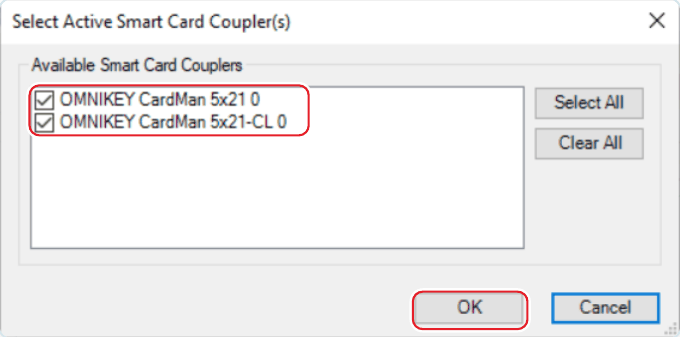 Select Active Smart Card Coupler(s)
Available Smart Card Couplers
OMNIKEY CardMan 5x21 0
OMNIKEY CardMan 5x21-CL 0
Select All
Clear All
OK
Cancel